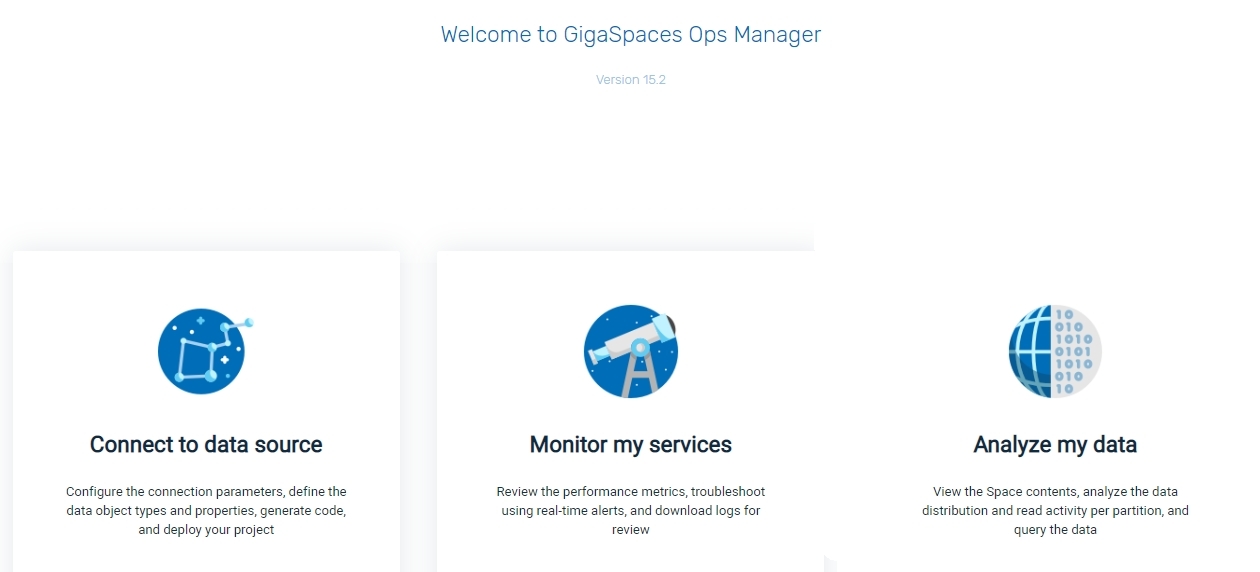 Welcome to GigaSpaces Ops Manager
Version 15.2
Connect to data source
Configure the connection parameters, define the
data object types and properties, generate code,
and deploy your project
Monitor my services
Review the performance metrics, troubleshoot
using real-time alerts, and download logs for
review
10
010
1010
0101
1010
010
10
Analyze my data
View the Space contents, analyze the data
distribution and read activity per partition, and
query the data